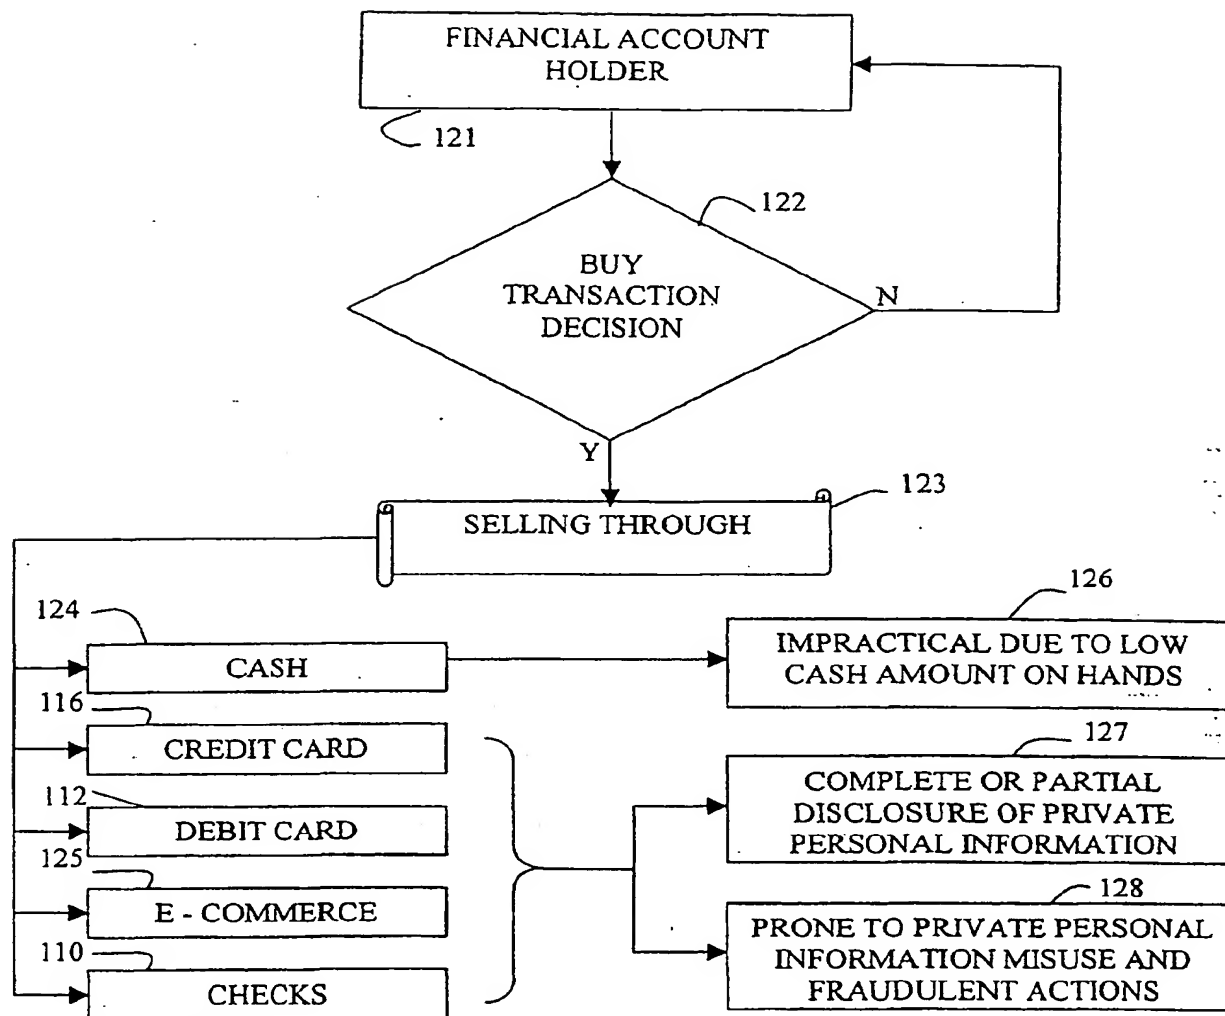 FINANCIAL ACCOUNT
HOLDER
121
122
BUY
TRANSACTION
DECISION
N
Y
123
SELLING THROUGH
124
CASH
126
IMPRACTICAL DUE TO LOW
CASH AMOUNT ON HANDS
116
CREDIT CARD
127
COMPLETE OR PARTIAL
DISCLOSURE OF PRIVATE
PERSONAL INFORMATION
112
DEBIT CARD
125
E - COMMERCE
128
PRONE TO PRIVATE PERSONAL
INFORMATION MISUSE AND
FRAUDULENT ACTIONS
110
CHECKS